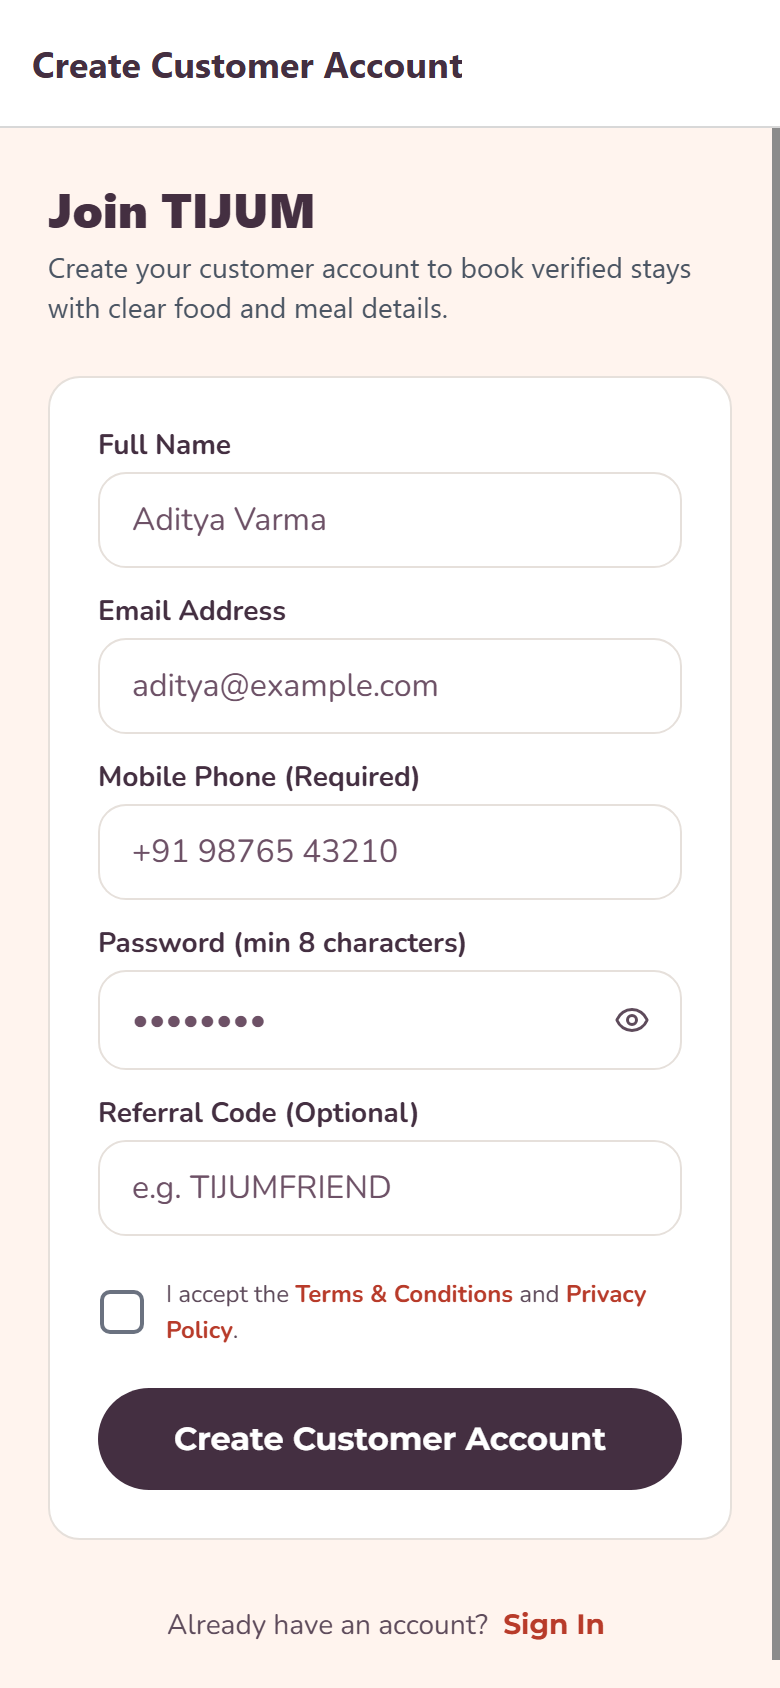 Create Customer Account
Join TIJUM
Create your customer account to book verified stays
with clear food and meal details.
Full Name
Aditya Varma
Email Address
aditya@example.com
Mobile Phone (Required)
+91 98765 43210
Password (min 8 characters)
••••••••
Referral Code (Optional)
e.g. TIJUMFRIEND
I accept the Terms & Conditions and Privacy
Policy.
Create Customer Account
Already have an account? Sign In